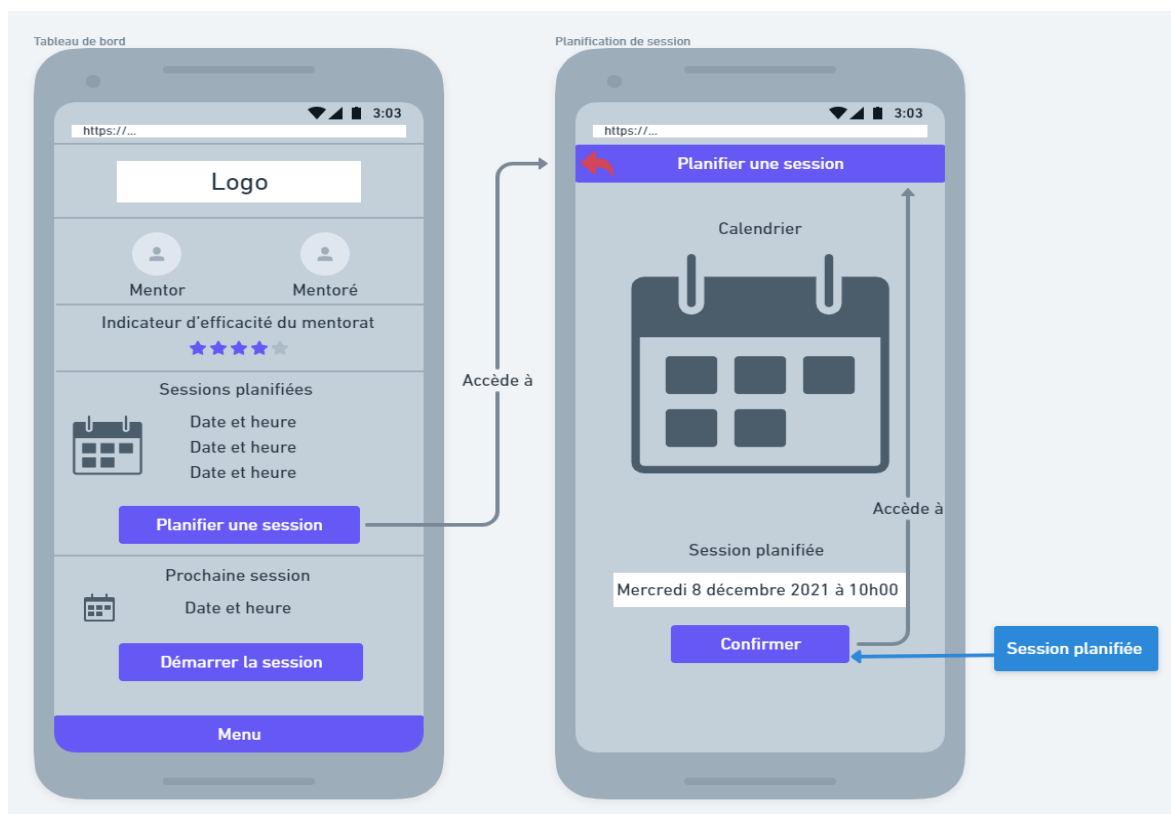 Tableau de bord
3:03
https://...
Logo
Mentor
Mentoré
Indicateur d'efficacité du mentorat
Sessions planifiées
Date et heure
Date et heure
Date et heure
Planifier une session
Prochaine session
Date et heure
Démarrer la session
Menu
Accède à
Planification de session
3:03
https://...
Planifier une session
Calendrier
Accède à
Session planifiée
Mercredi 8 décembre 2021 à 10h00
Confirmer
Session planifiée